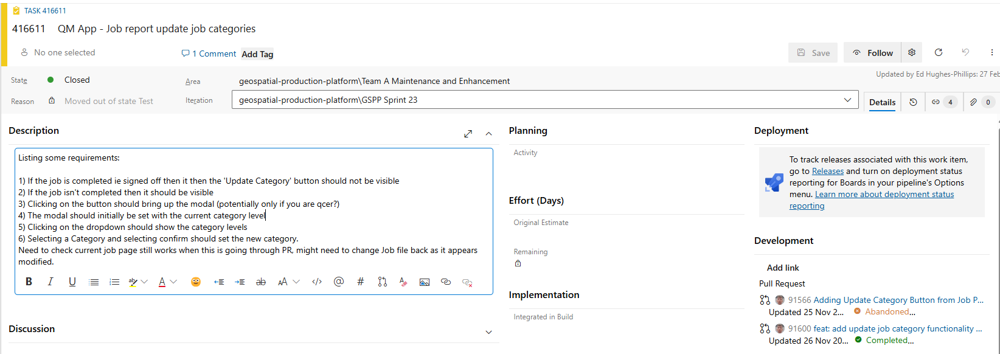 TASK 416611
416611 QM App - Job report update job categories
No one selected
1 Comment
Add Tag
Save
Follow
State
Closed
Area
geospatial-production-platform\Team A Maintenance and Enhancement
Updated by Ed Hughes-Phillips: 27 Feb
Reason
Moved out of state Test
Iteration
geospatial-production-platform\GSPP Sprint 23
Details
4
0
Description
Listing some requirements:
1) If the job is completed ie signed off then it then the 'Update Category' button should not be visible
2) If the job isn't completed then it should be visible
3) Clicking on the button should bring up the modal (potentially only if you are qcer?)
4) The modal should initially be set with the current category level
5) Clicking on the dropdown should show the category levels
6) Selecting a Category and selecting confirm should set the new category.
Need to check current job page still works when this is going through PR, might need to change Job file back as it appears
modified.
B I U ab A ab AA </> @ #
Discussion
Planning
Activity
Effort (Days)
Original Estimate
Remaining
Implementation
Integrated in Build
Deployment
To track releases associated with this work item,
go to Releases and turn on deployment status
reporting for Boards in your pipeline's Options
menu. Learn more about deployment status
reporting
Development
Add link
Pull Request
91566 Adding Update Category Button from Job P...
Updated 25 Nov 2... Abandoned...
91600 feat: add update job category functionality ...
Updated 26 Nov 20... Completed...